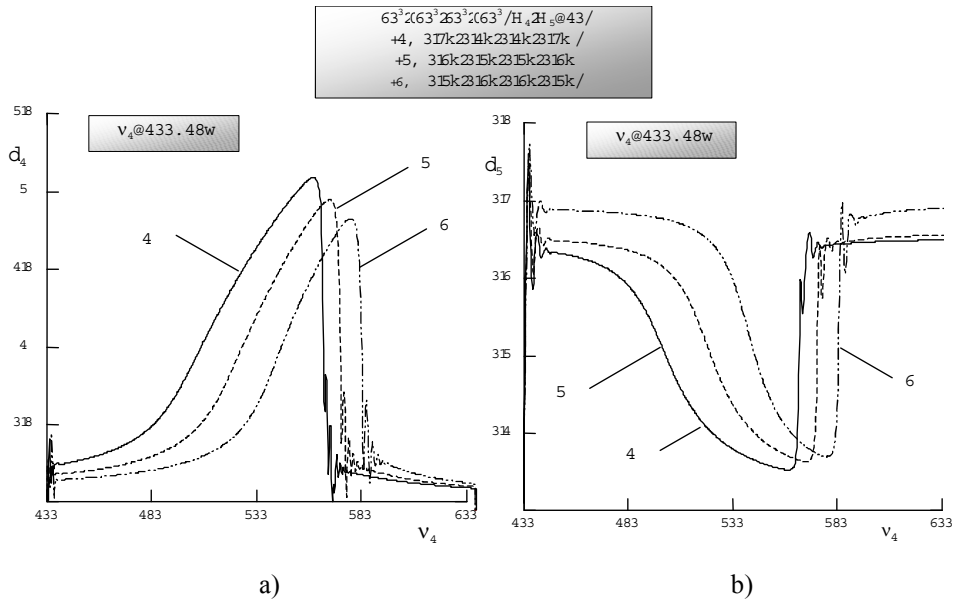 63³2(63³263³2(63³/H₄2H₅@43/
+4, 317k2314k2314k2317k /
+5, 316k2315k2315k2316k
+6, 315k2316k2316k2315k/
518
ν₄@433.48w
d₄
5
5
4
6
418
4
318
433
483
533
583
633
ν₄
a)
318
ν₄@433.48w
d₅
317
316
315
5
6
314
4
433
483
533
583
633
ν₄
b)